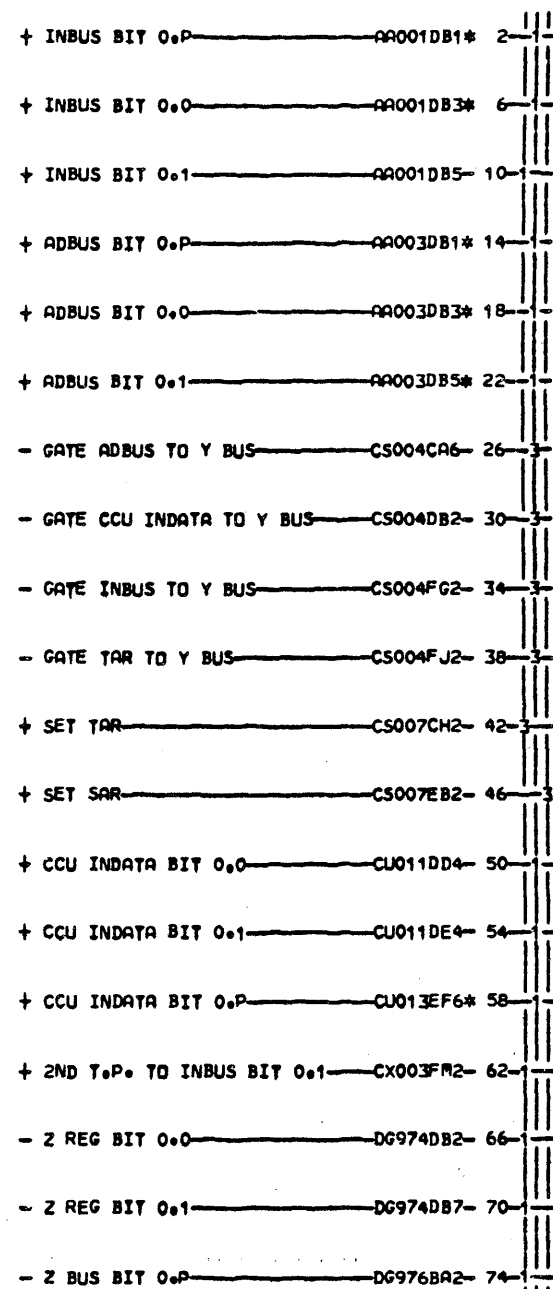 + INBUS BIT 0.P AA001DB1* 2 1
+ INBUS BIT 0.0 AA001DB3* 6 1
+ INBUS BIT 0.1 AA001DB5- 10 1
+ ADBUS BIT 0.P AA003DB1* 14 1
+ ADBUS BIT 0.0 AA003DB3* 18 1
+ ADBUS BIT 0.1 AA003DB5* 22 1
- GATE ADBUS TO Y BUS CS004CA6- 26 3
- GATE CCU INDATA TO Y BUS CS004DB2- 30 3
- GATE INBUS TO Y BUS CS004FG2- 34 3
- GATE TAR TO Y BUS CS004FJ2- 38 3
+ SET TAR CS007CH2- 42 3
+ SET SAR CS007EB2- 46 3
+ CCU INDATA BIT 0.0 CU011DD4- 50 1
+ CCU INDATA BIT 0.1 CU011DE4- 54 1
+ CCU INDATA BIT 0.P CU013EF6* 58 1
+ 2ND T.P. TO INBUS BIT 0.1 CX003FM2- 62 1
- Z REG BIT 0.0 DG974DB2- 66 1
- Z REG BIT 0.1 DG974DB7- 70 1
- Z BUS BIT 0.P DG976BA2- 74 1